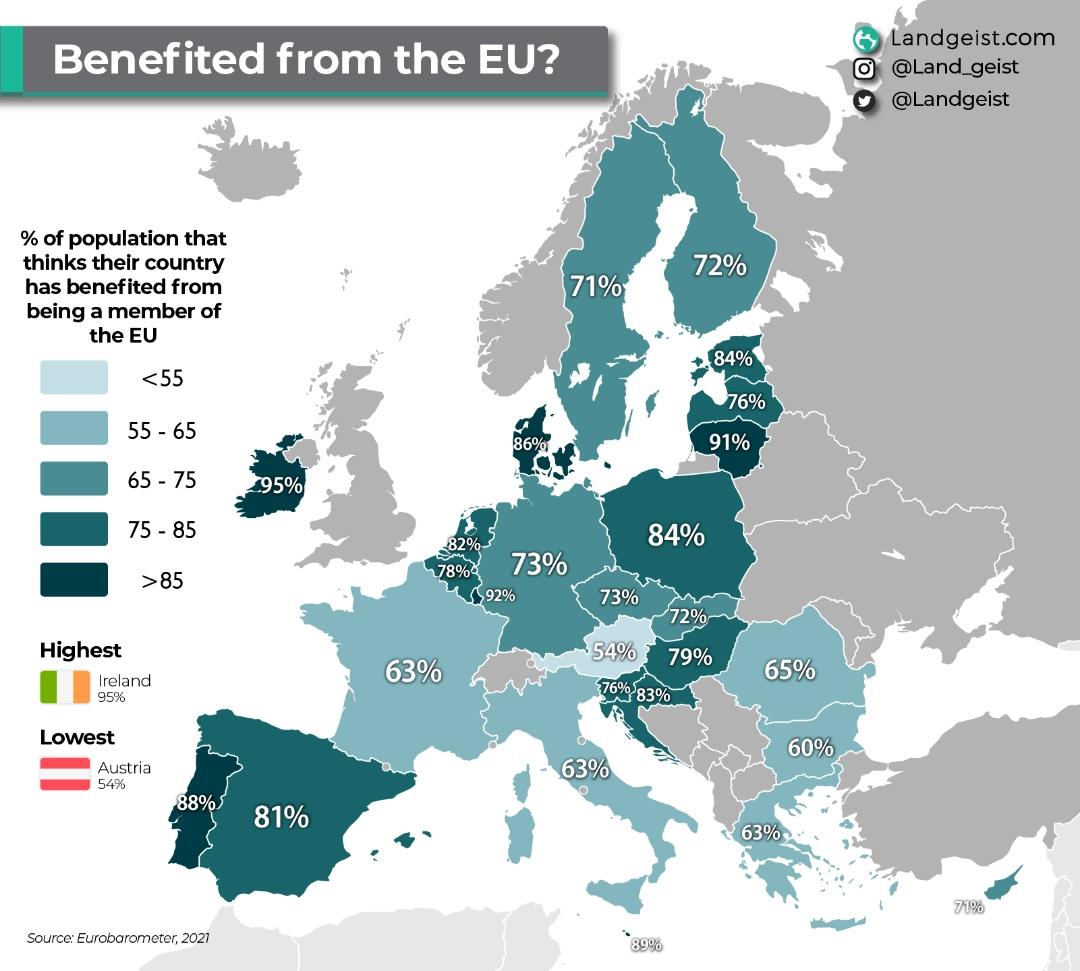 Benefited from the EU?
Landgeist.com
@Land_geist
@Landgeist
% of population that
thinks their country
has benefited from
being a member of
the EU
<55
55 - 65
65 - 75
75 - 85
>85
Highest
Ireland
95%
Lowest
Austria
54%
71%
72%
84%
76%
91%
86%
95%
84%
82%
73%
78%
92%
73%
72%
54%
79%
63%
65%
76%
83%
60%
63%
88%
81%
63%
71%
89%
Source: Eurobarometer, 2021